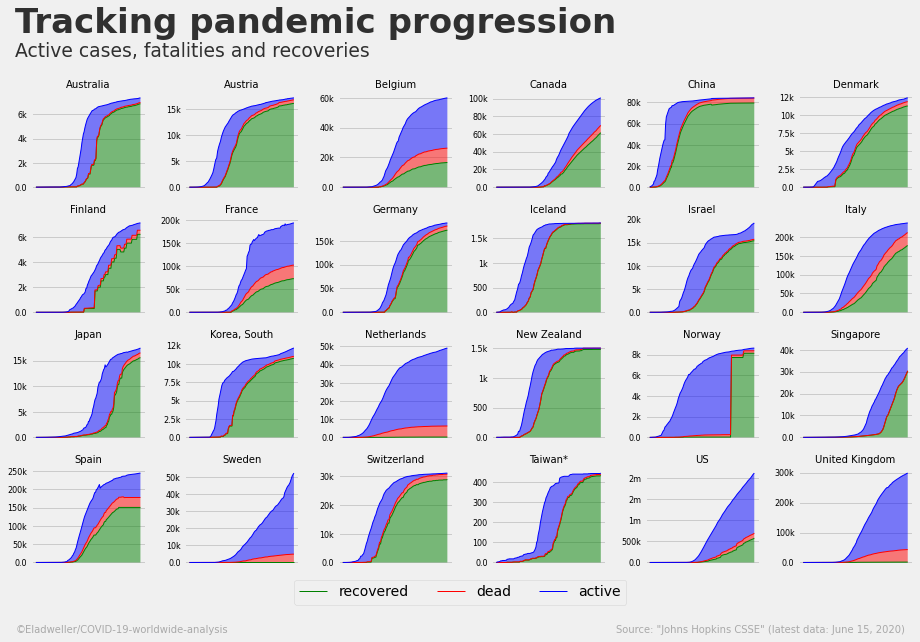 Tracking pandemic progression
Active cases, fatalities and recoveries
Australia
6k
4k
2k
0.0
Austria
15k
10k
5k
0.0
Belgium
60k
40k
20k
0.0
Canada
100k
80k
60k
40k
20k
0.0
China
80k
60k
40k
20k
0.0
Denmark
12k
10k
7.5k
5k
2.5k
0.0
Finland
6k
4k
2k
0.0
France
200k
150k
100k
50k
0.0
Germany
150k
100k
50k
0.0
Iceland
1.5k
1k
500
0.0
Israel
20k
15k
10k
5k
0.0
Italy
200k
150k
100k
50k
0.0
Japan
15k
10k
5k
0.0
Korea, South
12k
10k
7.5k
5k
2.5k
0.0
Netherlands
50k
40k
30k
20k
10k
0.0
New Zealand
1.5k
1k
500
0.0
Norway
8k
6k
4k
2k
0.0
Singapore
40k
30k
20k
10k
0.0
Spain
250k
200k
150k
100k
50k
0.0
Sweden
50k
40k
30k
20k
10k
0.0
Switzerland
30k
20k
10k
0.0
Taiwan*
400
300
200
100
0.0
US
2m
2m
1m
500k
0.0
United Kingdom
300k
200k
100k
0.0
recovered dead active
©Eladweller/COVID-19-worldwide-analysis
Source: "Johns Hopkins CSSE" (latest data: June 15, 2020)